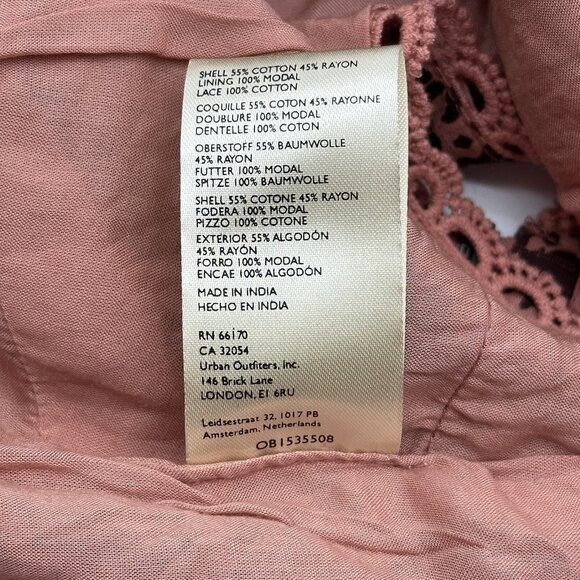 SHELL 55% COTTON 45% RAYON
LINING 100% MODAL
LACE 100% COTTON
COQUILLE 55% COTON 45% RAYONNE
DOUBLURE 100% MODAL
DENTELLE 100% COTON
OBERSTOFF 55% BAUMWOLLE
45% RAYON
FUTTER 100% MODAL
SPITZE 100% BAUMWOLLE
SHELL 55% COTONE 45% RAYON
FODERA 100% MODAL
PIZZO 100% COTONE
EXTERIOR 55% ALGODÓN
45% RAYON
FORRO 100% MODAL
ENCAE 100% ALGODÓN
MADE IN INDIA
HECHO EN INDIA
RN 66170
CA 32054
Urban Outfitters, Inc.
146 Brick Lane
LONDON, E1 6RU
Leidsestraat 32, 1017 PB
Amsterdam, Netherlands
OB1535508